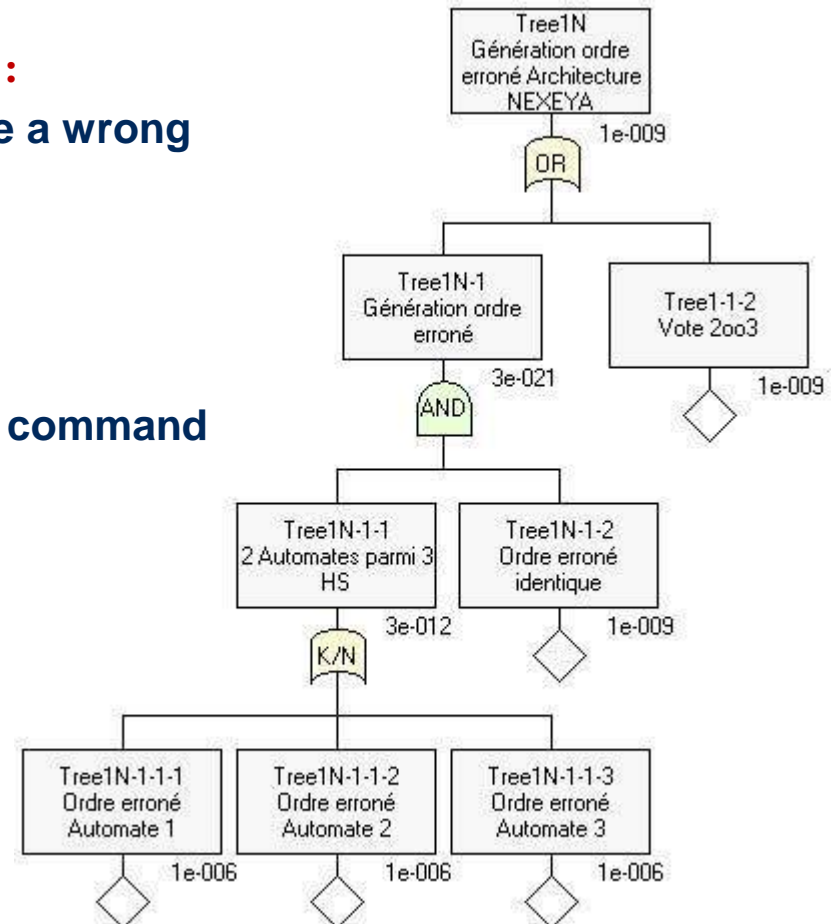 :
e a wrong
command
Tree1N
Génération ordre
erroné Architecture
NEXEYA
1e-009
OR
Tree1N-1
Génération ordre
erroné
3e-021
Tree1-1-2
Vote 2oo3
1e-009
AND
Tree1N-1-1
2 Automates parmi 3
HS
3e-012
Tree1N-1-2
Ordre erroné
identique
1e-009
K/N
Tree1N-1-1-1
Ordre erroné
Automate 1
1e-006
Tree1N-1-1-2
Ordre erroné
Automate 2
1e-006
Tree1N-1-1-3
Ordre erroné
Automate 3
1e-006